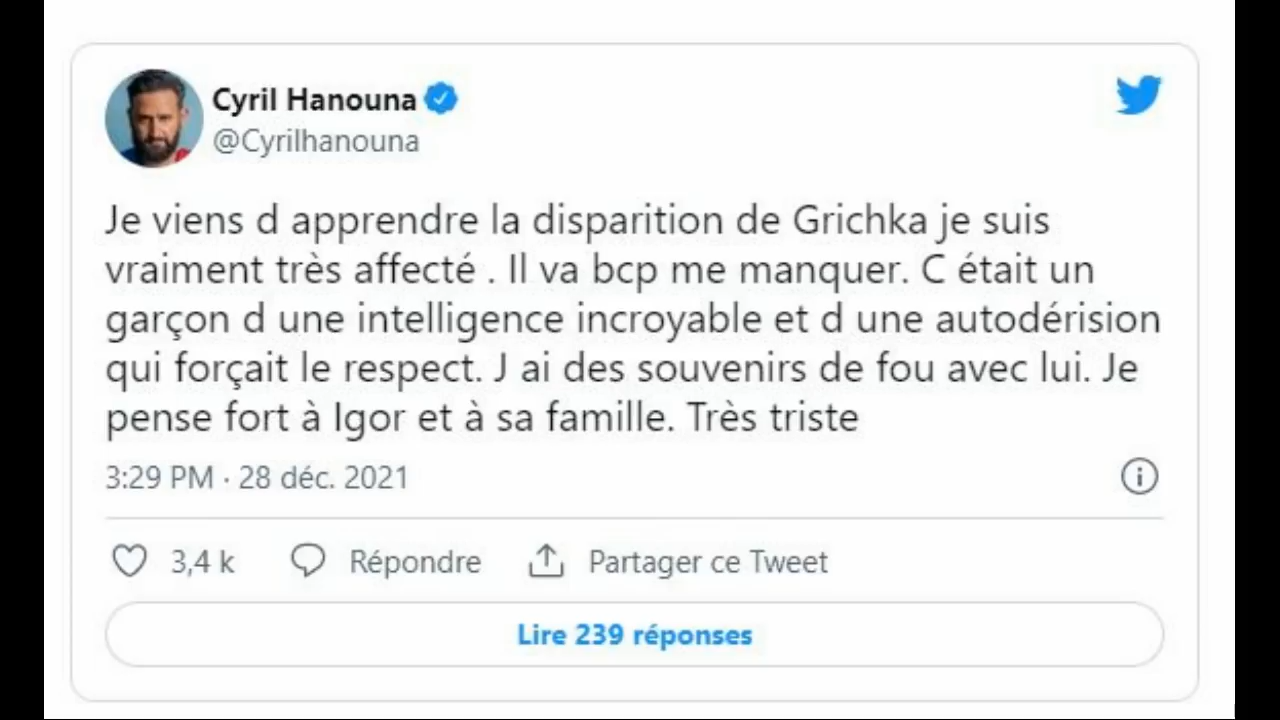 Cyril Hanouna
@Cyrilhanouna
Je viens d apprendre la disparition de Grichka je suis
vraiment très affecté . Il va bcp me manquer. C était un
garçon d une intelligence incroyable et d une autodérision
qui forçait le respect. J ai des souvenirs de fou avec lui. Je
pense fort à Igor et à sa famille. Très triste
3:29 PM · 28 déc. 2021
3,4 k Répondre Partager ce Tweet
Lire 239 réponses